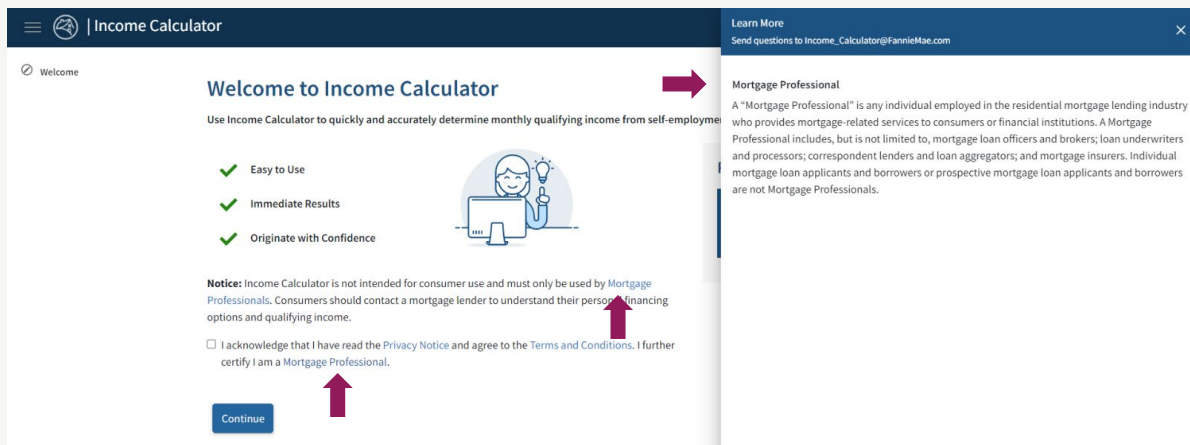 | Income Calculator
Welcome
Welcome to Income Calculator
Use Income Calculator to quickly and accurately determine monthly qualifying income from
Easy to Use
Immediate Results
Originate with Confidence
Notice: Income Calculator is not intended for consumer use and must only be used by Mortgage
Professionals. Consumers should contact a mortgage lender to understand their personal financing
options and qualifying income.
I acknowledge that I have read the Privacy Notice and agree to the Terms and Conditions. I further
certify I am a Mortgage Professional.
Continue
Learn More
Send questions to Income_Calculator@FannieMae.com
Mortgage Professional
A “Mortgage Professional” is any individual employed in the residential mortgage lending industry
who provides mortgage-related services to consumers or financial institutions. A Mortgage
Professional includes, but is not limited to, mortgage loan officers and brokers; loan underwriters
and processors; correspondent lenders and loan aggregators; and mortgage insurers. Individual
mortgage loan applicants and borrowers or prospective mortgage loan applicants and borrowers
are not Mortgage Professionals.